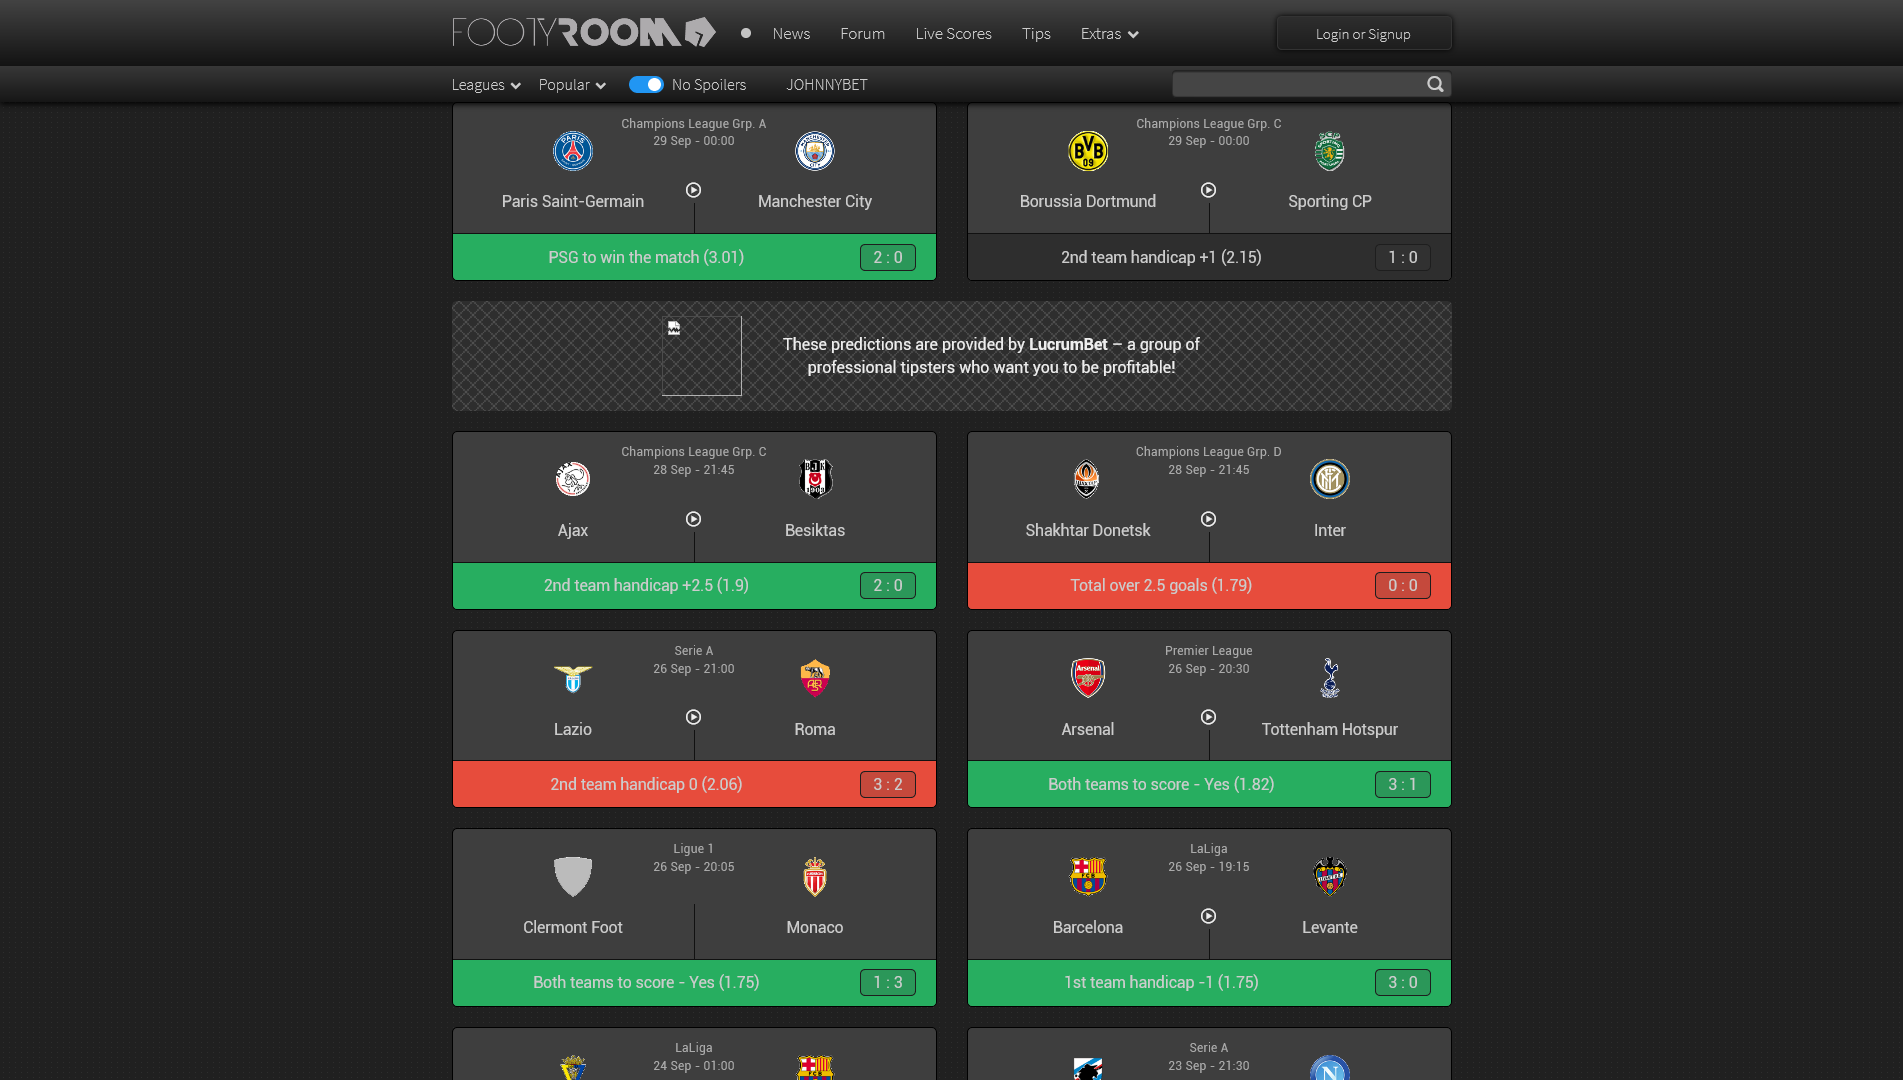 FOOTYROOM
News
Forum
Live Scores
Tips
Extras
Login or Signup
Leagues
Popular
No Spoilers
JOHNNYBET
Champions League Grp. A
29 Sep - 00:00
Paris Saint-Germain
Manchester City
PSG to win the match (3.01)
2 : 0
Champions League Grp. C
29 Sep - 00:00
Borussia Dortmund
Sporting CP
2nd team handicap +1 (2.15)
1 : 0
These predictions are provided by LucrumBet – a group of
professional tipsters who want you to be profitable!
Champions League Grp. C
28 Sep - 21:45
Ajax
Besiktas
2nd team handicap +2.5 (1.9)
2 : 0
Champions League Grp. D
28 Sep - 21:45
Shakhtar Donetsk
Inter
Total over 2.5 goals (1.79)
0 : 0
Serie A
26 Sep - 21:00
Lazio
Roma
2nd team handicap 0 (2.06)
3 : 2
Premier League
26 Sep - 20:30
Arsenal
Tottenham Hotspur
Both teams to score - Yes (1.82)
3 : 1
Ligue 1
26 Sep - 20:05
Clermont Foot
Monaco
Both teams to score - Yes (1.75)
1 : 3
LaLiga
26 Sep - 19:15
Barcelona
Levante
1st team handicap -1 (1.75)
3 : 0
LaLiga
24 Sep - 01:00
Serie A
23 Sep - 21:30